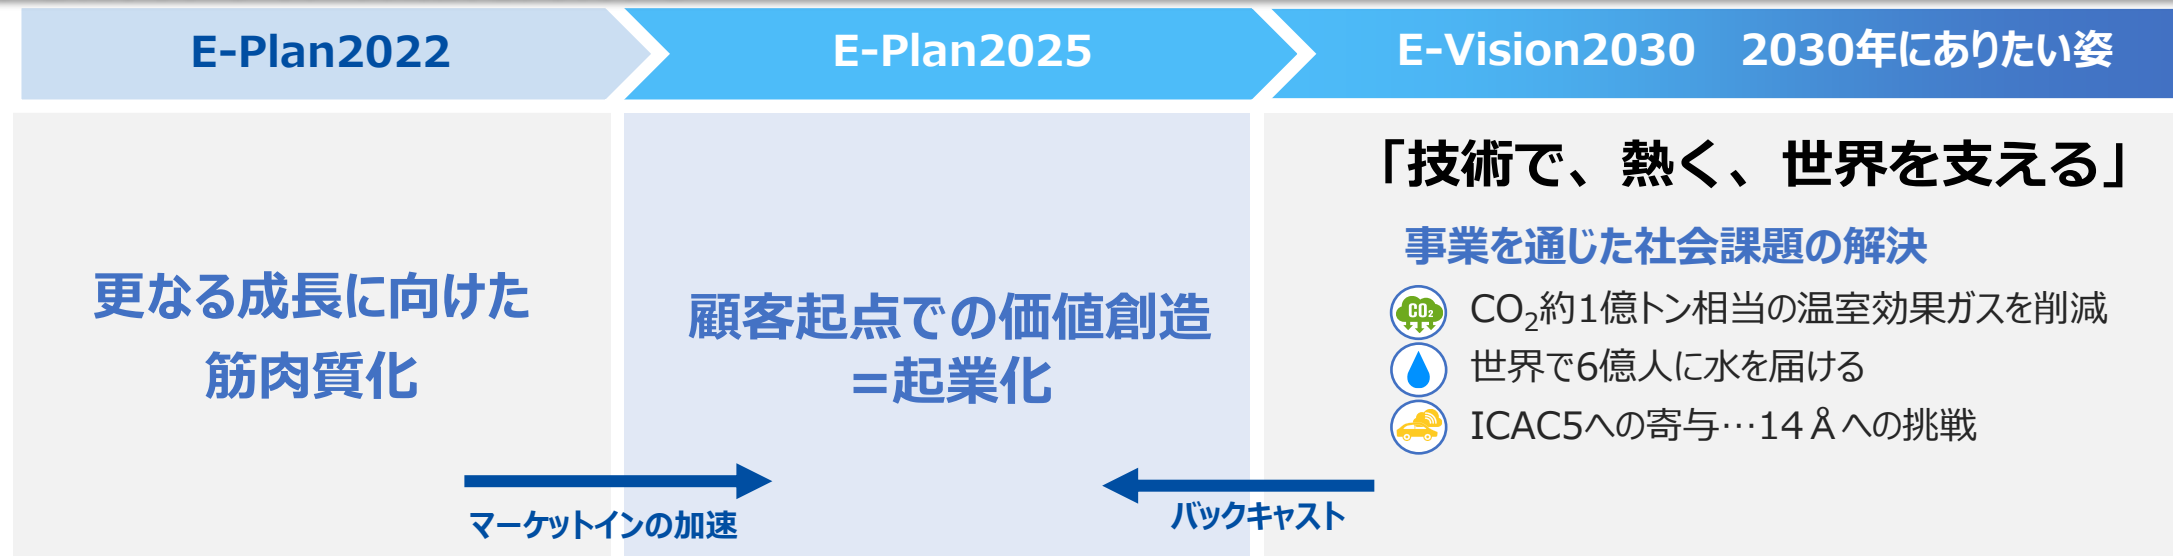 E-Plan2022
E-Plan2025
E-Vision2030　2030年にありたい姿
更なる成長に向けた
筋肉質化
顧客起点での価値創造
=起業化
「技術で、熱く、世界を支える」
事業を通じた社会課題の解決
CO₂
CO₂約1億トン相当の温室効果ガスを削減
世界で6億人に水を届ける
ICAC5への寄与…14Åへの挑戦
マーケットインの加速
バックキャスト